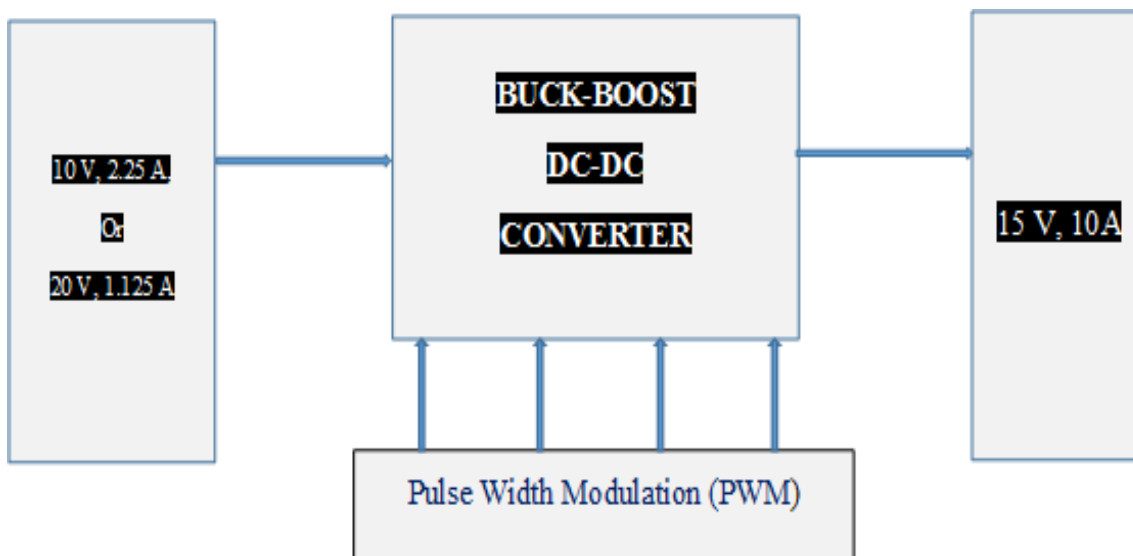 10 V, 2.25 A,
Or
20 V, 1.125 A
BUCK-BOOST
DC-DC
CONVERTER
15 V, 10A
Pulse Width Modulation (PWM)